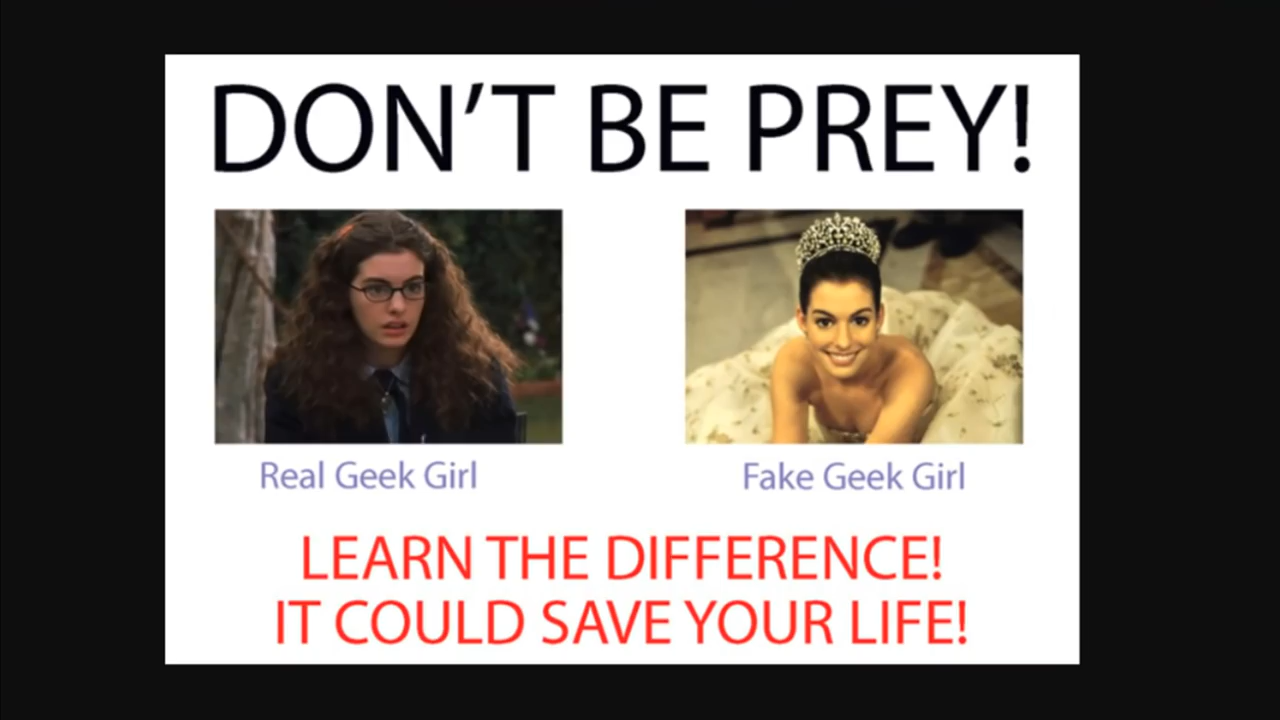 DON'T BE PREY!
Real Geek Girl
Fake Geek Girl
LEARN THE DIFFERENCE!
IT COULD SAVE YOUR LIFE!